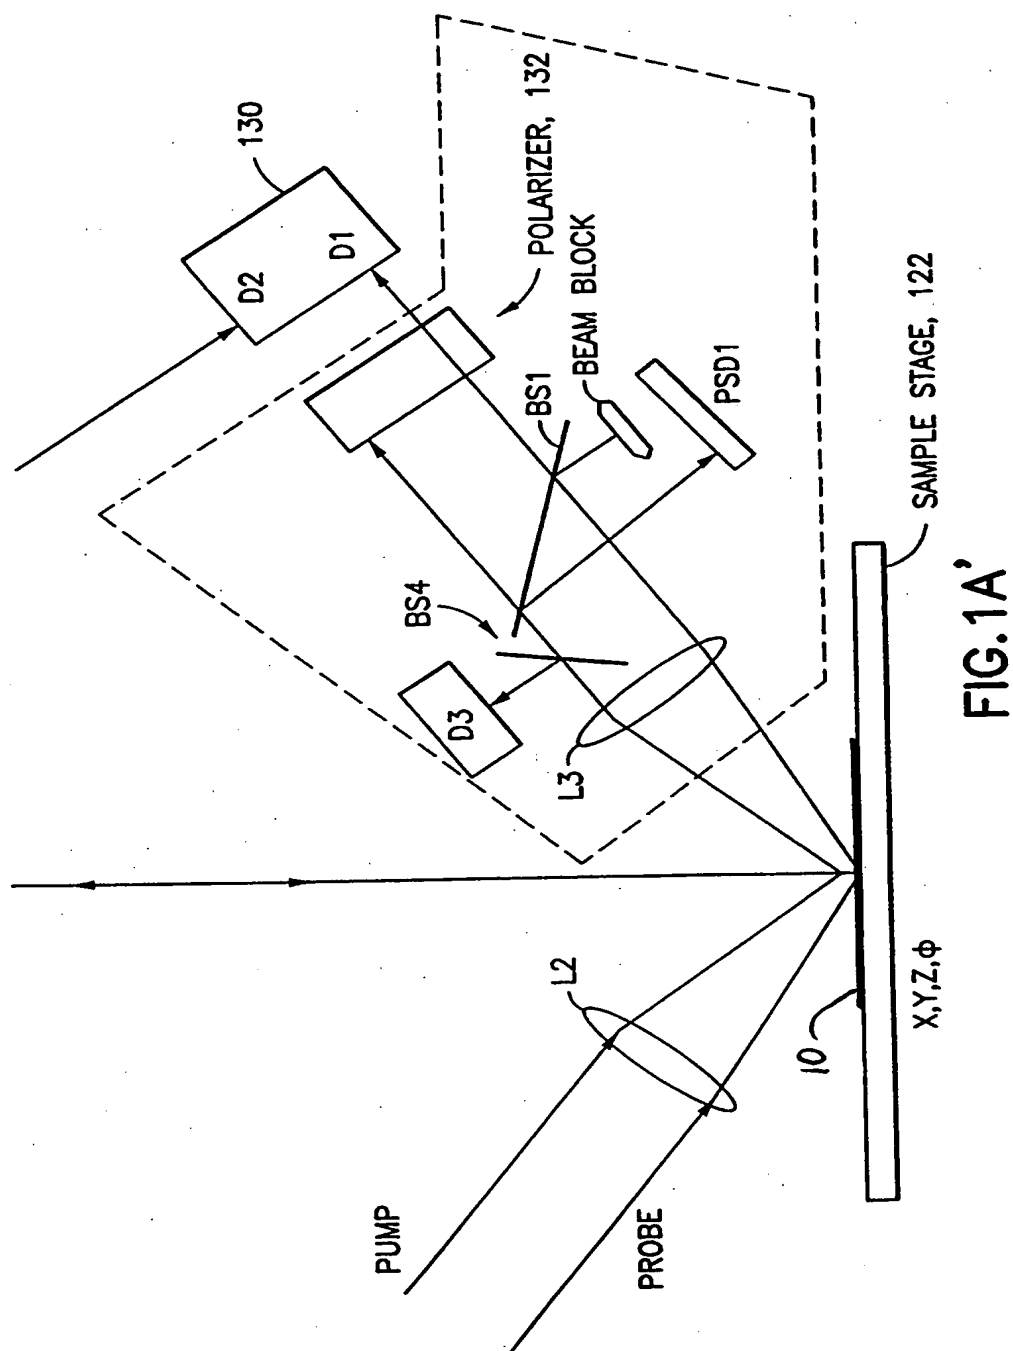 130
D2
D1
POLARIZER, 132
BEAM BLOCK
BS1
PSD1
BS4
D3
L3
L2
PUMP
PROBE
10
X,Y,Z,ϕ
SAMPLE STAGE, 122
FIG.1A'